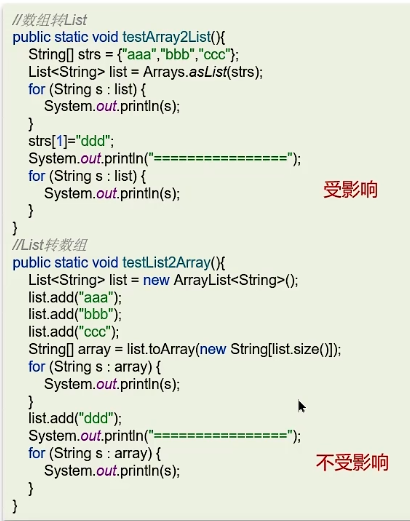 //数组转List
public static void testArray2List(){
String[] strs = {"aaa","bbb","ccc"};
List<String> list = Arrays.asList(strs);
for (String s : list) {
System.out.println(s);
}
strs[1]="ddd";
System.out.println("================");
for (String s : list) {
System.out.println(s);
}
受影响
}
//List转数组
public static void testList2Array(){
List<String> list = new ArrayList<String>();
list.add("aaa");
list.add("bbb");
list.add("ccc");
String[] array = list.toArray(new String[list.size()]);
for (String s : array) {
System.out.println(s);
}
list.add("ddd");
System.out.println("================");
for (String s : array) {
不受影响
System.out.println(s);
}
}